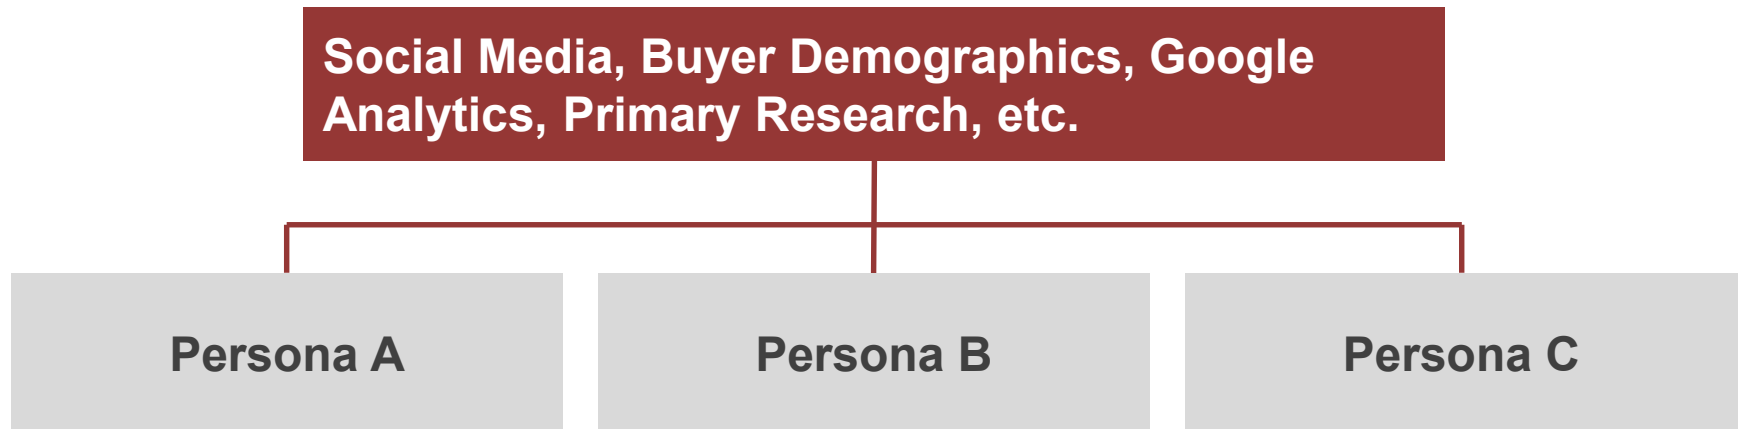 Social Media, Buyer Demographics, Google
Analytics, Primary Research, etc.
Persona A
Persona B
Persona C